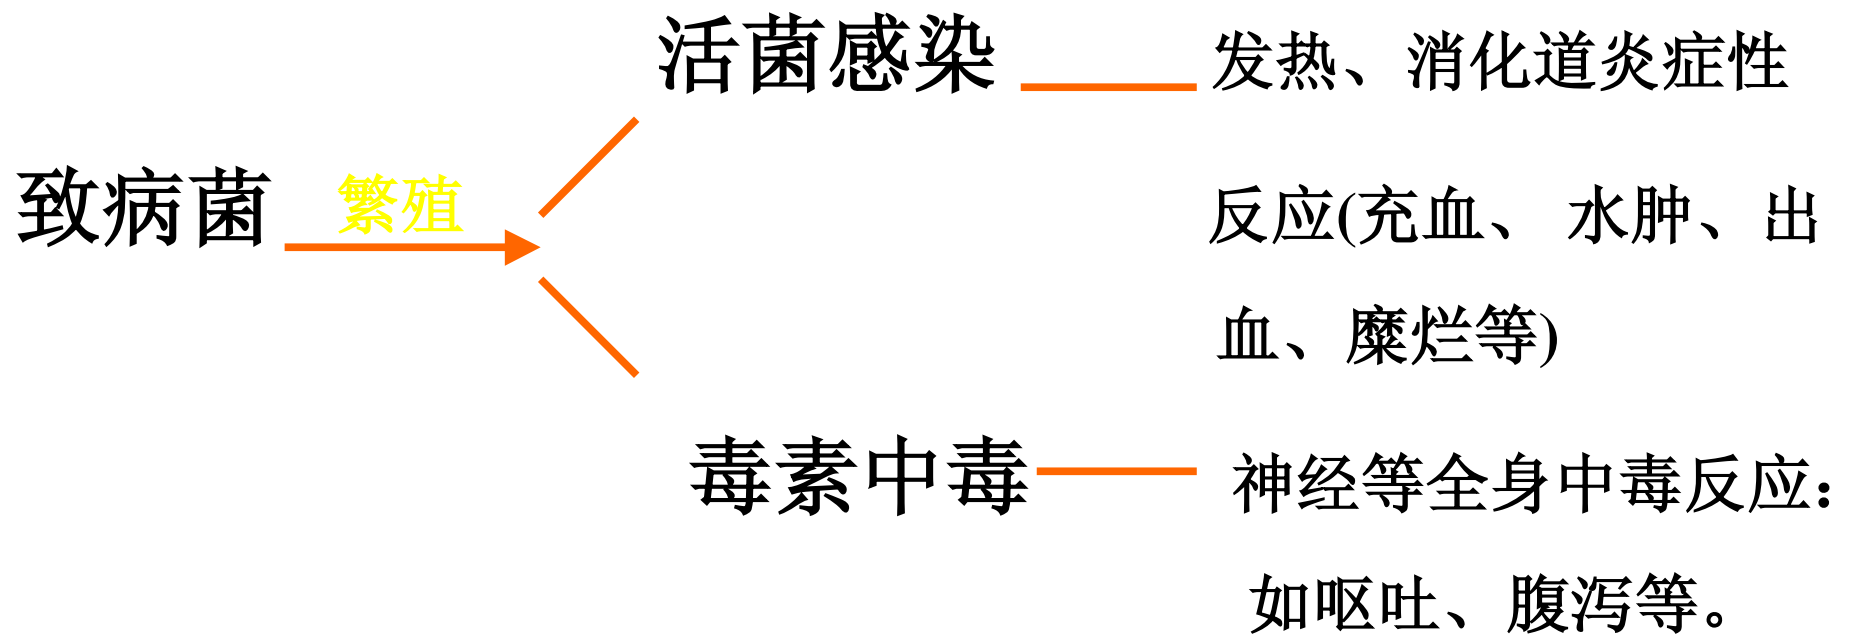 活菌感染
发热、消化道炎症性
致病菌
繁殖
反应(充血、 水肿、出
血、糜烂等)
毒素中毒
神经等全身中毒反应：
如呕吐、腹泻等。